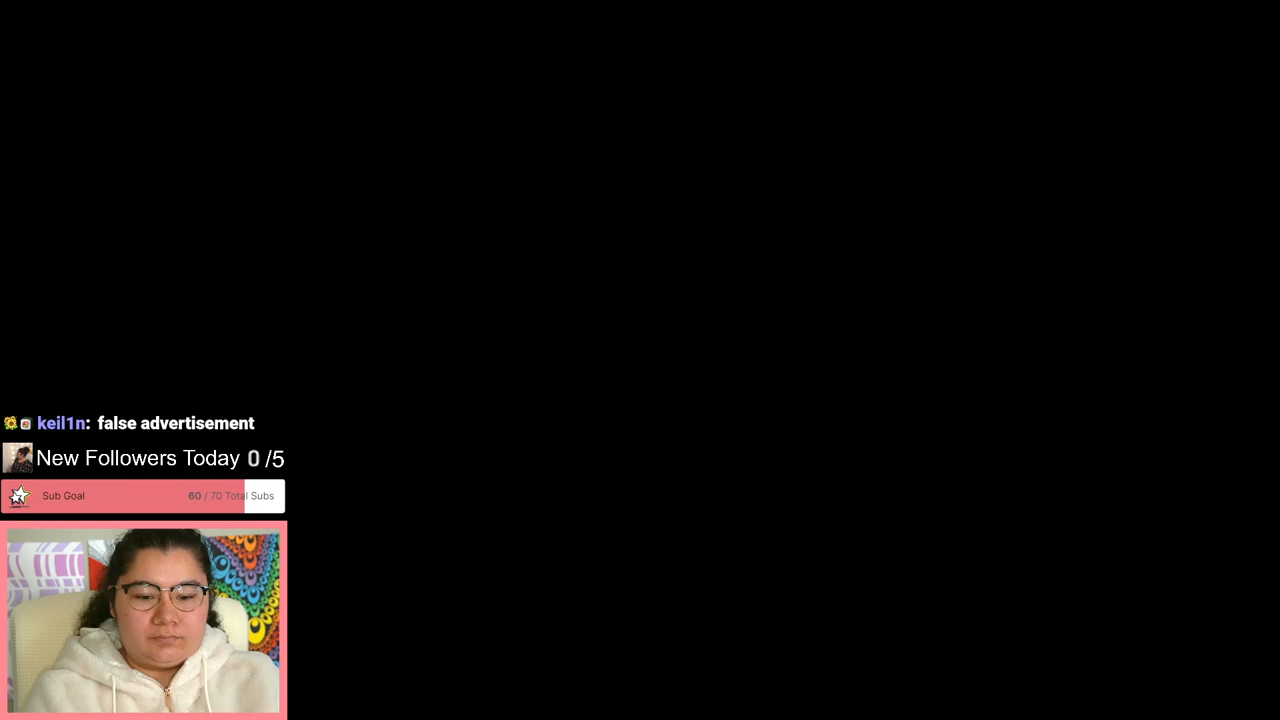 keil1n: false advertisement
New Followers Today 0 /5
Sub Goal 60 / 70 Total Subs